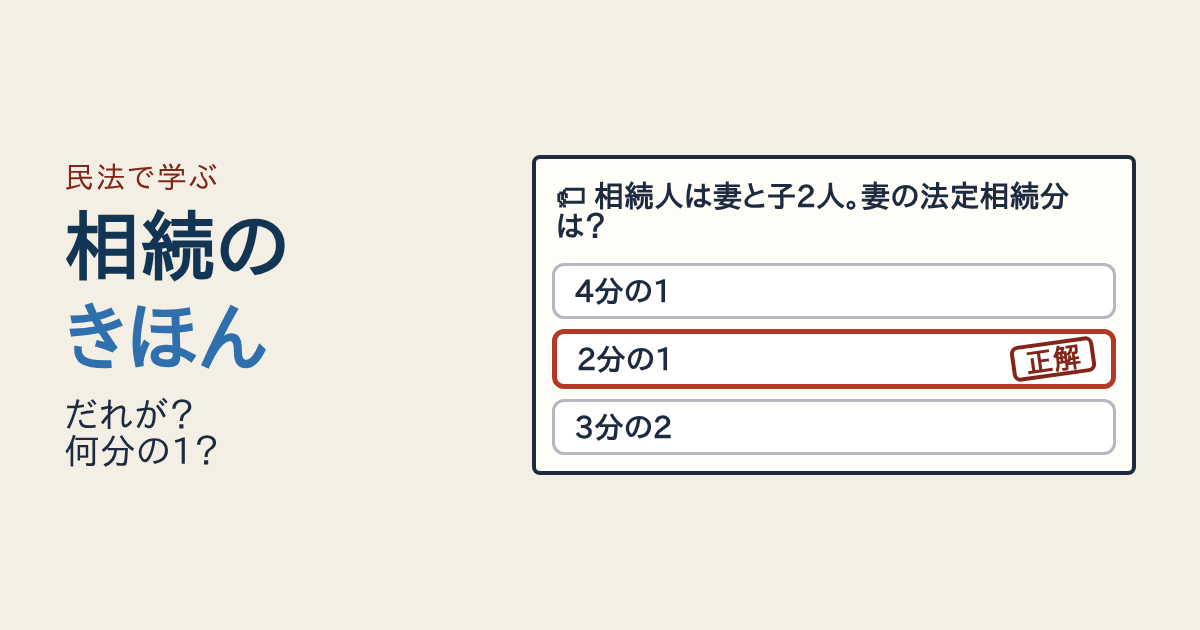 民法で学ぶ
相続の
きほん
だれが？
何分の1？
🏷 相続人は妻と子2人。妻の法定相続分
は？
4分の1
2分の1
正解
3分の2